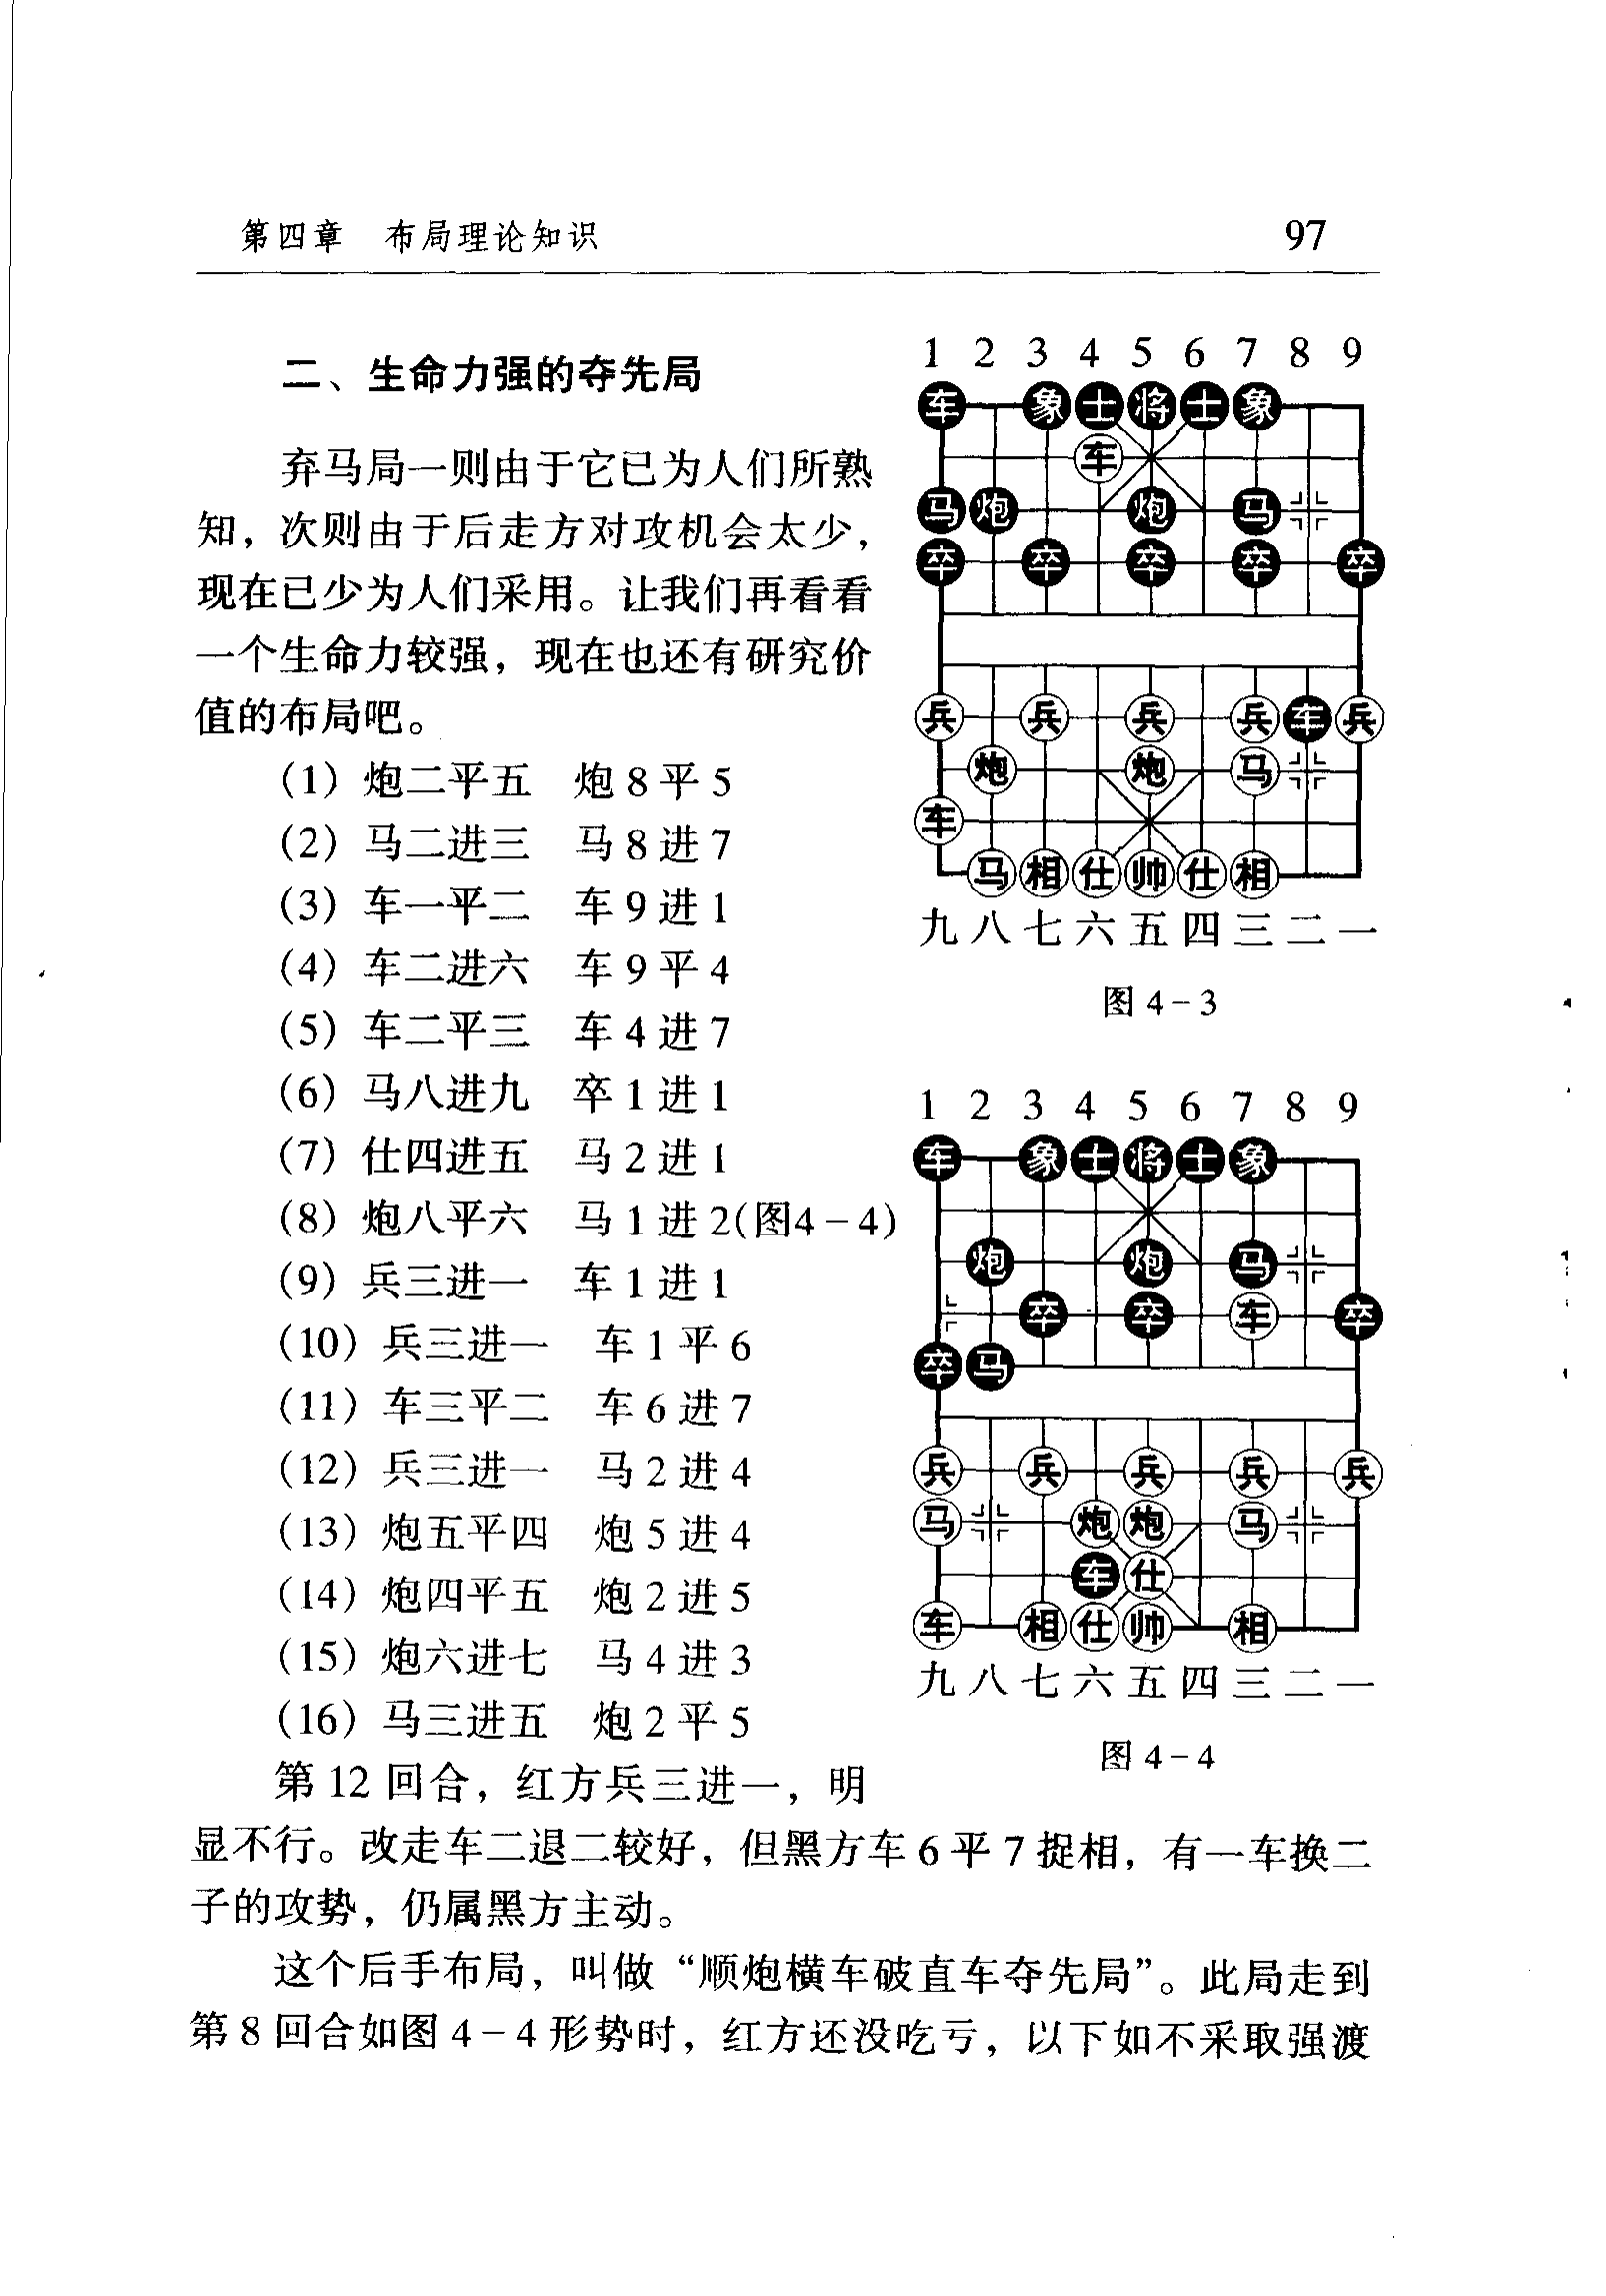 第四章 布局理论知识 97
二、生命力强的夺先局
弃马局一则由于它已为人们所熟
知，次则由于后走方对攻机会太少，
现在已少为人们采用。让我们再看看
一个生命力较强，现在也还有研究价
值的布局吧。
(1) 炮二平五 炮8平5
(2) 马二进三 马8进7
(3) 车一平二 车9进1
(4) 车二进六 车9平4
(5) 车二平三 车4进7
(6) 马八进九 卒1进1
(7) 仕四进五 马2进1
(8) 炮八平六 马1进2(图4-4)
(9) 兵三进一 车1进1
(10) 兵三进一 车1平6
(11) 车三平二 车6进7
(12) 兵三进一 马2进4
(13) 炮五平四 炮5进4
(14) 炮四平五 炮2进5
(15) 炮六进七 马4进3
(16) 马三进五 炮2平5
1 2 3 4 5 6 7 8 9
车 象 士 将 士 象
车
马 炮 炮 马
卒 卒 卒 卒 卒
兵 兵 兵 兵 车 兵
炮 炮 马
车
马 相 仕 帅 仕 相
九 八 七 六 五 四 三 二 一
图 4-3
1 2 3 4 5 6 7 8 9
车 象 士 将 士 象
炮 炮 马
卒 卒 车 卒
卒 马
兵 兵 兵 兵 兵
马 炮 炮 马
车 仕
车 相 仕 帅 相
九 八 七 六 五 四 三 二 一
图 4-4
第12回合，红方兵三进一，明
显不行。改走车二退二较好，但黑方车6平7捉相，有一车换二
子的攻势，仍属黑方主动。
这个后手布局，叫做“顺炮横车破直车夺先局”。此局走到
第8回合如图4-4形势时，红方还没吃亏，以下如不采取强渡